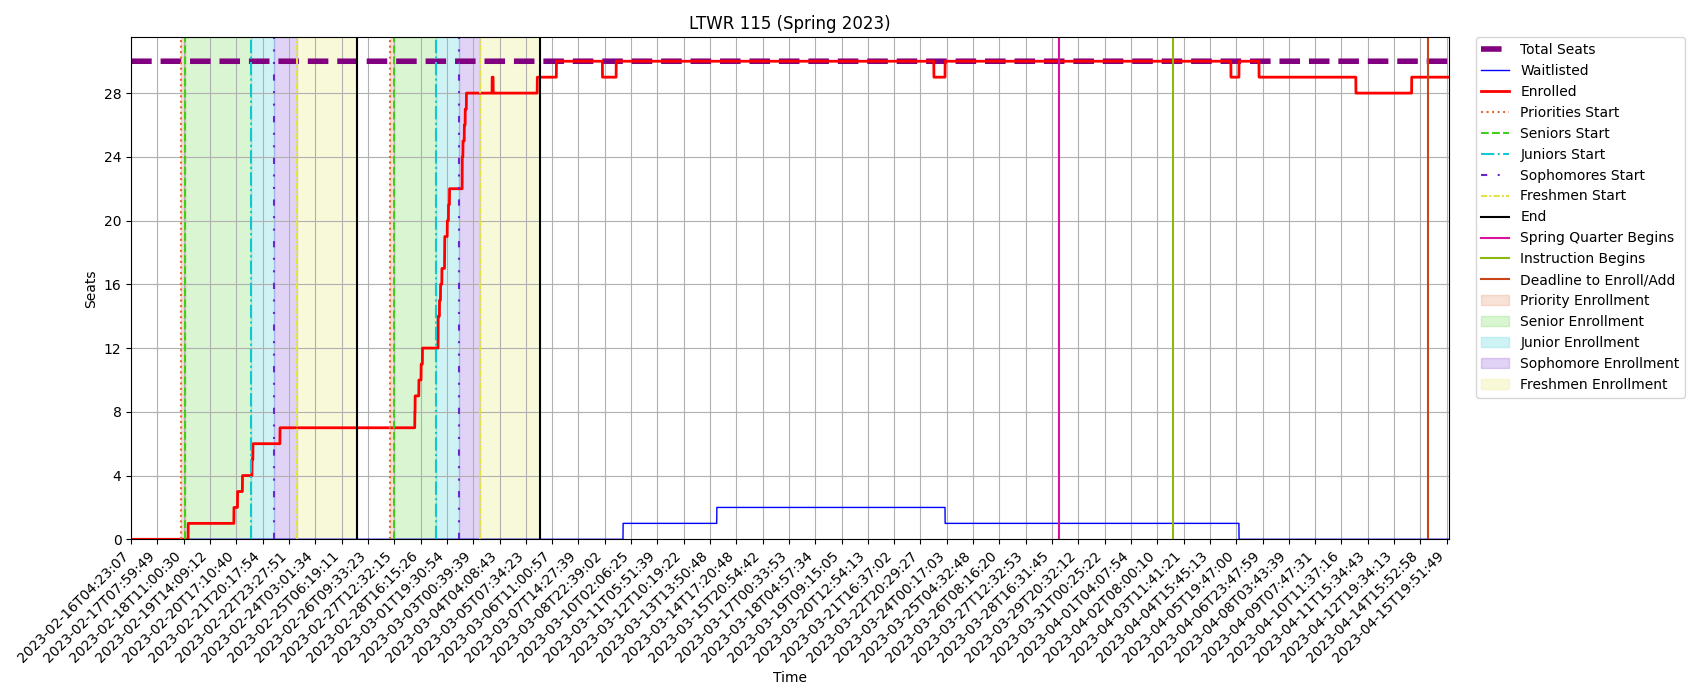 LTWR 115 (Spring 2023)
Seats
28
24
20
16
12
8
4
0
2023-02-16T04:23:07
2023-02-17T07:59:49
2023-02-18T11:00:30
2023-02-19T14:09:12
2023-02-20T17:10:40
2023-02-21T20:17:54
2023-02-22T23:27:51
2023-02-24T03:01:34
2023-02-25T06:19:11
2023-02-26T09:33:23
2023-02-27T12:32:15
2023-02-28T16:15:26
2023-03-01T19:30:54
2023-03-03T00:39:39
2023-03-04T04:08:43
2023-03-05T07:34:23
2023-03-06T11:00:57
2023-03-07T14:27:39
2023-03-08T22:39:02
2023-03-10T02:06:25
2023-03-11T05:51:39
2023-03-12T10:19:22
2023-03-13T13:50:48
2023-03-14T17:20:48
2023-03-15T20:54:42
2023-03-17T00:33:53
2023-03-18T04:57:34
2023-03-19T09:15:05
2023-03-20T12:54:13
2023-03-21T16:37:02
2023-03-22T20:29:27
2023-03-24T00:17:03
2023-03-25T04:32:48
2023-03-26T08:16:20
2023-03-27T12:32:53
2023-03-28T16:31:45
2023-03-29T20:32:12
2023-03-31T00:25:22
2023-04-01T04:07:54
2023-04-02T08:00:10
2023-04-03T11:41:21
2023-04-04T15:45:13
2023-04-05T19:47:00
2023-04-06T23:47:59
2023-04-08T03:43:39
2023-04-09T07:47:31
2023-04-10T11:37:16
2023-04-11T15:34:43
2023-04-12T19:34:13
2023-04-14T15:52:58
2023-04-15T19:51:49
Time
Total Seats
Waitlisted
Enrolled
Priorities Start
Seniors Start
Juniors Start
Sophomores Start
Freshmen Start
End
Spring Quarter Begins
Instruction Begins
Deadline to Enroll/Add
Priority Enrollment
Senior Enrollment
Junior Enrollment
Sophomore Enrollment
Freshmen Enrollment